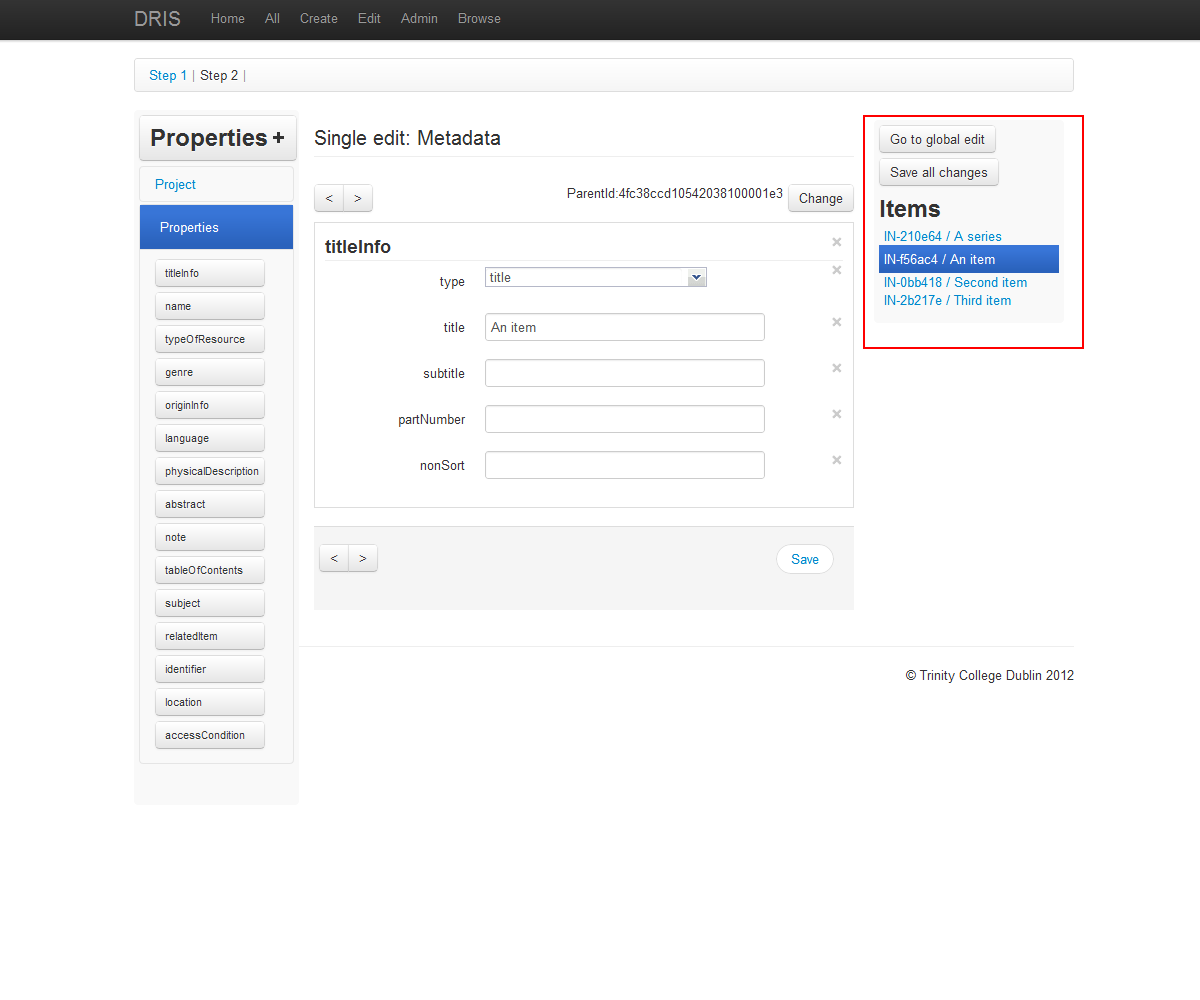 DRIS Home All Create Edit Admin Browse
Step 1 | Step 2 |
Properties +
Project
Properties
titleInfo
name
typeOfResource
genre
originInfo
language
physicalDescription
abstract
note
tableOfContents
subject
relatedItem
identifier
location
accessCondition
Single edit: Metadata
< >
ParentId:4fc38ccd10542038100001e3 Change
titleInfo ×
type title ×
title An item ×
subtitle ×
partNumber ×
nonSort ×
< > Save
Go to global edit
Save all changes
Items
IN-210e64 / A series
IN-f56ac4 / An item
IN-0bb418 / Second item
IN-2b217e / Third item
© Trinity College Dublin 2012